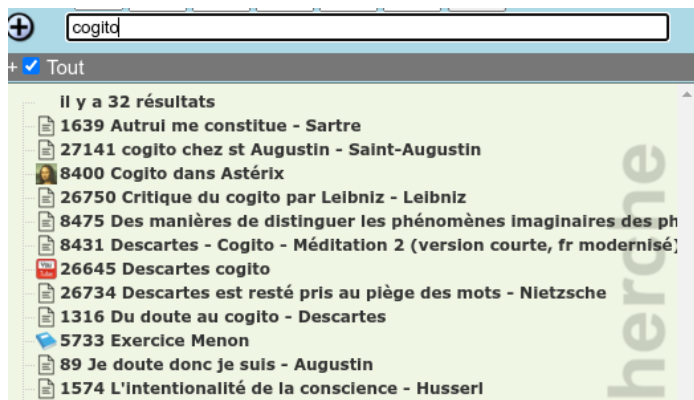 cogito
+ Tout
il y a 32 résultats
1639 Autrui me constitue - Sartre
27141 cogito chez st Augustin - Saint-Augustin
8400 Cogito dans Astérix
26750 Critique du cogito par Leibniz - Leibniz
8475 Des manières de distinguer les phénomènes imaginaires des ph
8431 Descartes - Cogito - Méditation 2 (version courte, fr modernisé)
You Tube 26645 Descartes cogito
26734 Descartes est resté pris au piège des mots - Nietzsche
1316 Du doute au cogito - Descartes
5733 Exercice Menon
89 Je doute donc je suis - Augustin
1574 L'intentionalité de la conscience - Husserl